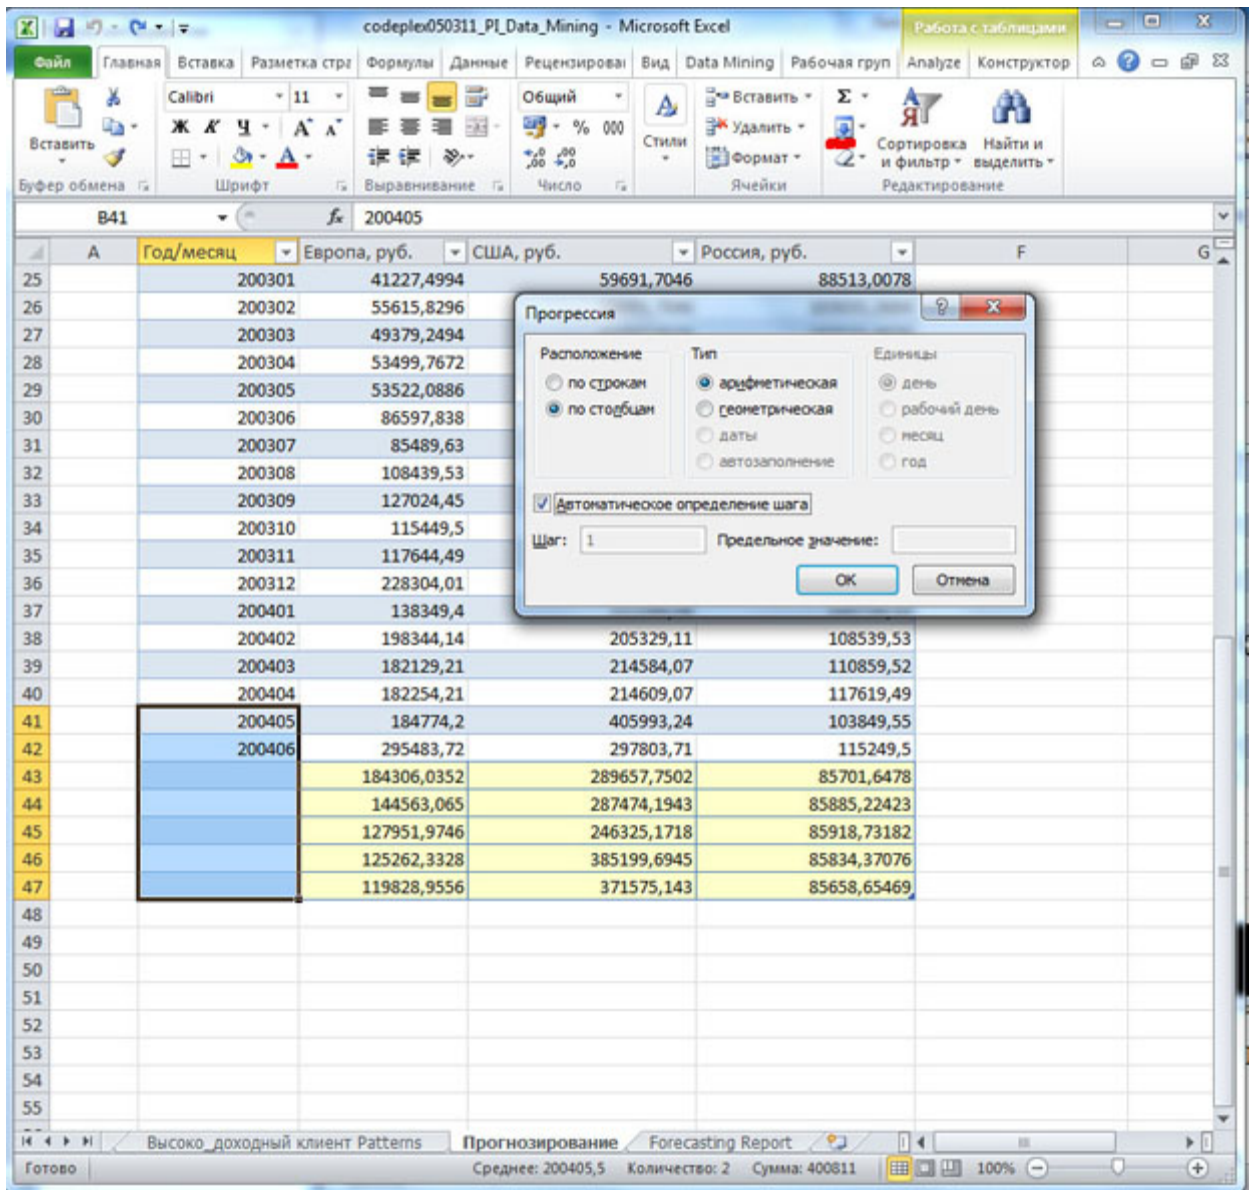 codeplex050311_PI_Data_Mining - Microsoft Excel
Работа с таблицами
Файл Главная Вставка Разметка стра Формулы Данные Рецензироваı Вид Data Mining Рабочая груп Analyze Конструктор
Вставить
Calibri 11
Ж К Ч A A
Общий
% 000
Стили
Вставить
Удалить
Формат
Σ
Сортировка и фильтр
Найти и выделить
Буфер обмена Шрифт Выравнивание Число Ячейки Редактирование
B41 fx 200405
A Год/месяц Европа, руб. США, руб. Россия, руб. F G
25 200301 41227,4994 59691,7046 88513,0078
26 200302 55615,8296
27 200303 49379,2494
28 200304 53499,7672
29 200305 53522,0886
30 200306 86597,838
31 200307 85489,63
32 200308 108439,53
33 200309 127024,45
34 200310 115449,5
35 200311 117644,49
36 200312 228304,01
37 200401 138349,4
38 200402 198344,14 205329,11 108539,53
39 200403 182129,21 214584,07 110859,52
40 200404 182254,21 214609,07 117619,49
41 200405 184774,2 405993,24 103849,55
42 200406 295483,72 297803,71 115249,5
43 184306,0352 289657,7502 85701,6478
44 144563,065 287474,1943 85885,22423
45 127951,9746 246325,1718 85918,73182
46 125262,3328 385199,6945 85834,37076
47 119828,9556 371575,143 85658,65469
48
49
50
51
52
53
54
55
Прогрессия
Расположение Тип Единицы
по строкам арифметическая день
по столбцам геометрическая рабочий день
даты месяц
автозаполнение год
Автоматическое определение шага
Шаг: 1 Предельное значение:
ОК Отмена
Высоко_доходный клиент Patterns Прогнозирование Forecasting Report
Готово Среднее: 200405,5 Количество: 2 Сумма: 400811 100%